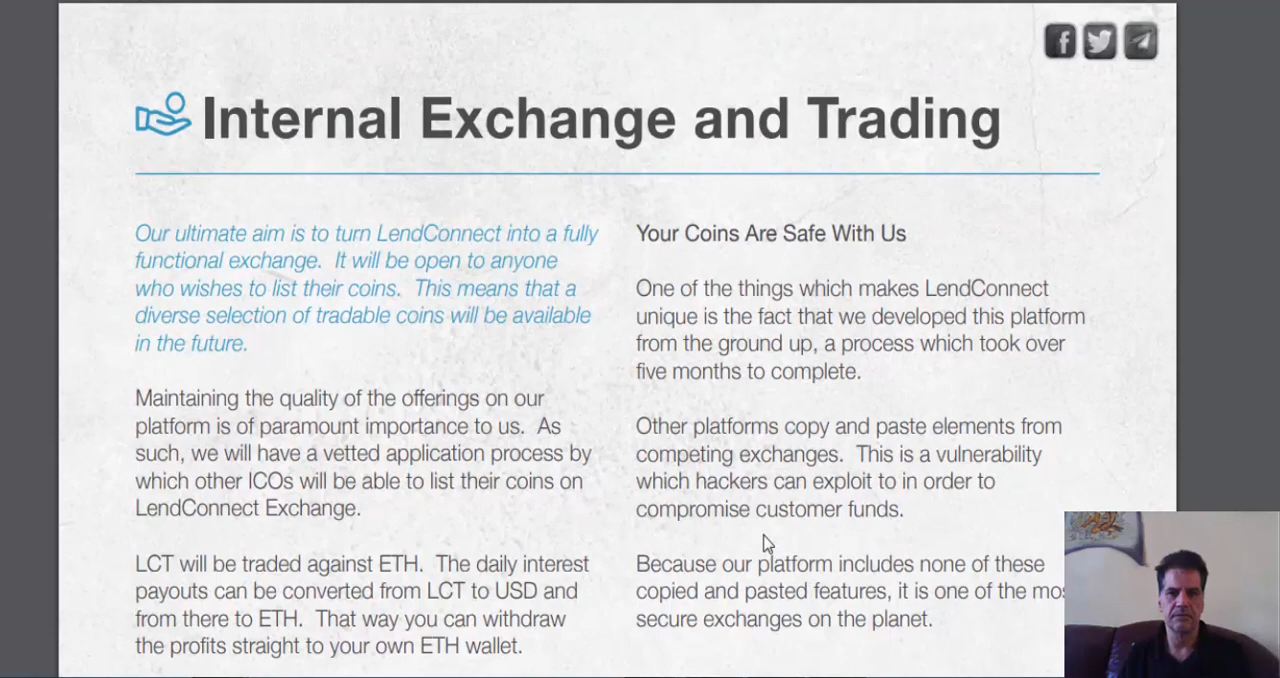 Internal Exchange and Trading
Our ultimate aim is to turn LendConnect into a fully
functional exchange.  It will be open to anyone
who wishes to list their coins.  This means that a
diverse selection of tradable coins will be available
in the future.
Maintaining the quality of the offerings on our
platform is of paramount importance to us.  As
such, we will have a vetted application process by
which other ICOs will be able to list their coins on
LendConnect Exchange.
LCT will be traded against ETH.  The daily interest
payouts can be converted from LCT to USD and
from there to ETH.  That way you can withdraw
the profits straight to your own ETH wallet.
Your Coins Are Safe With Us
One of the things which makes LendConnect
unique is the fact that we developed this platform
from the ground up, a process which took over
five months to complete.
Other platforms copy and paste elements from
competing exchanges.  This is a vulnerability
which hackers can exploit to in order to
compromise customer funds.
Because our platform includes none of these
copied and pasted features, it is one of the mos
secure exchanges on the planet.